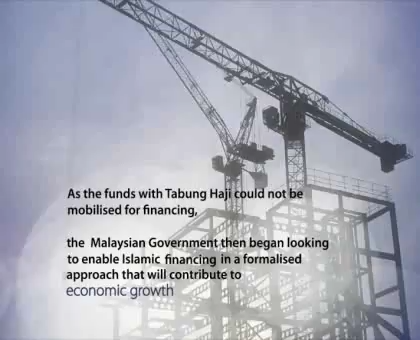 As the funds with Tabung Haji could not be
mobilised for financing,
the Malaysian Government then began looking
to enable Islamic financing in a formalised
approach that will contribute to
economic growth